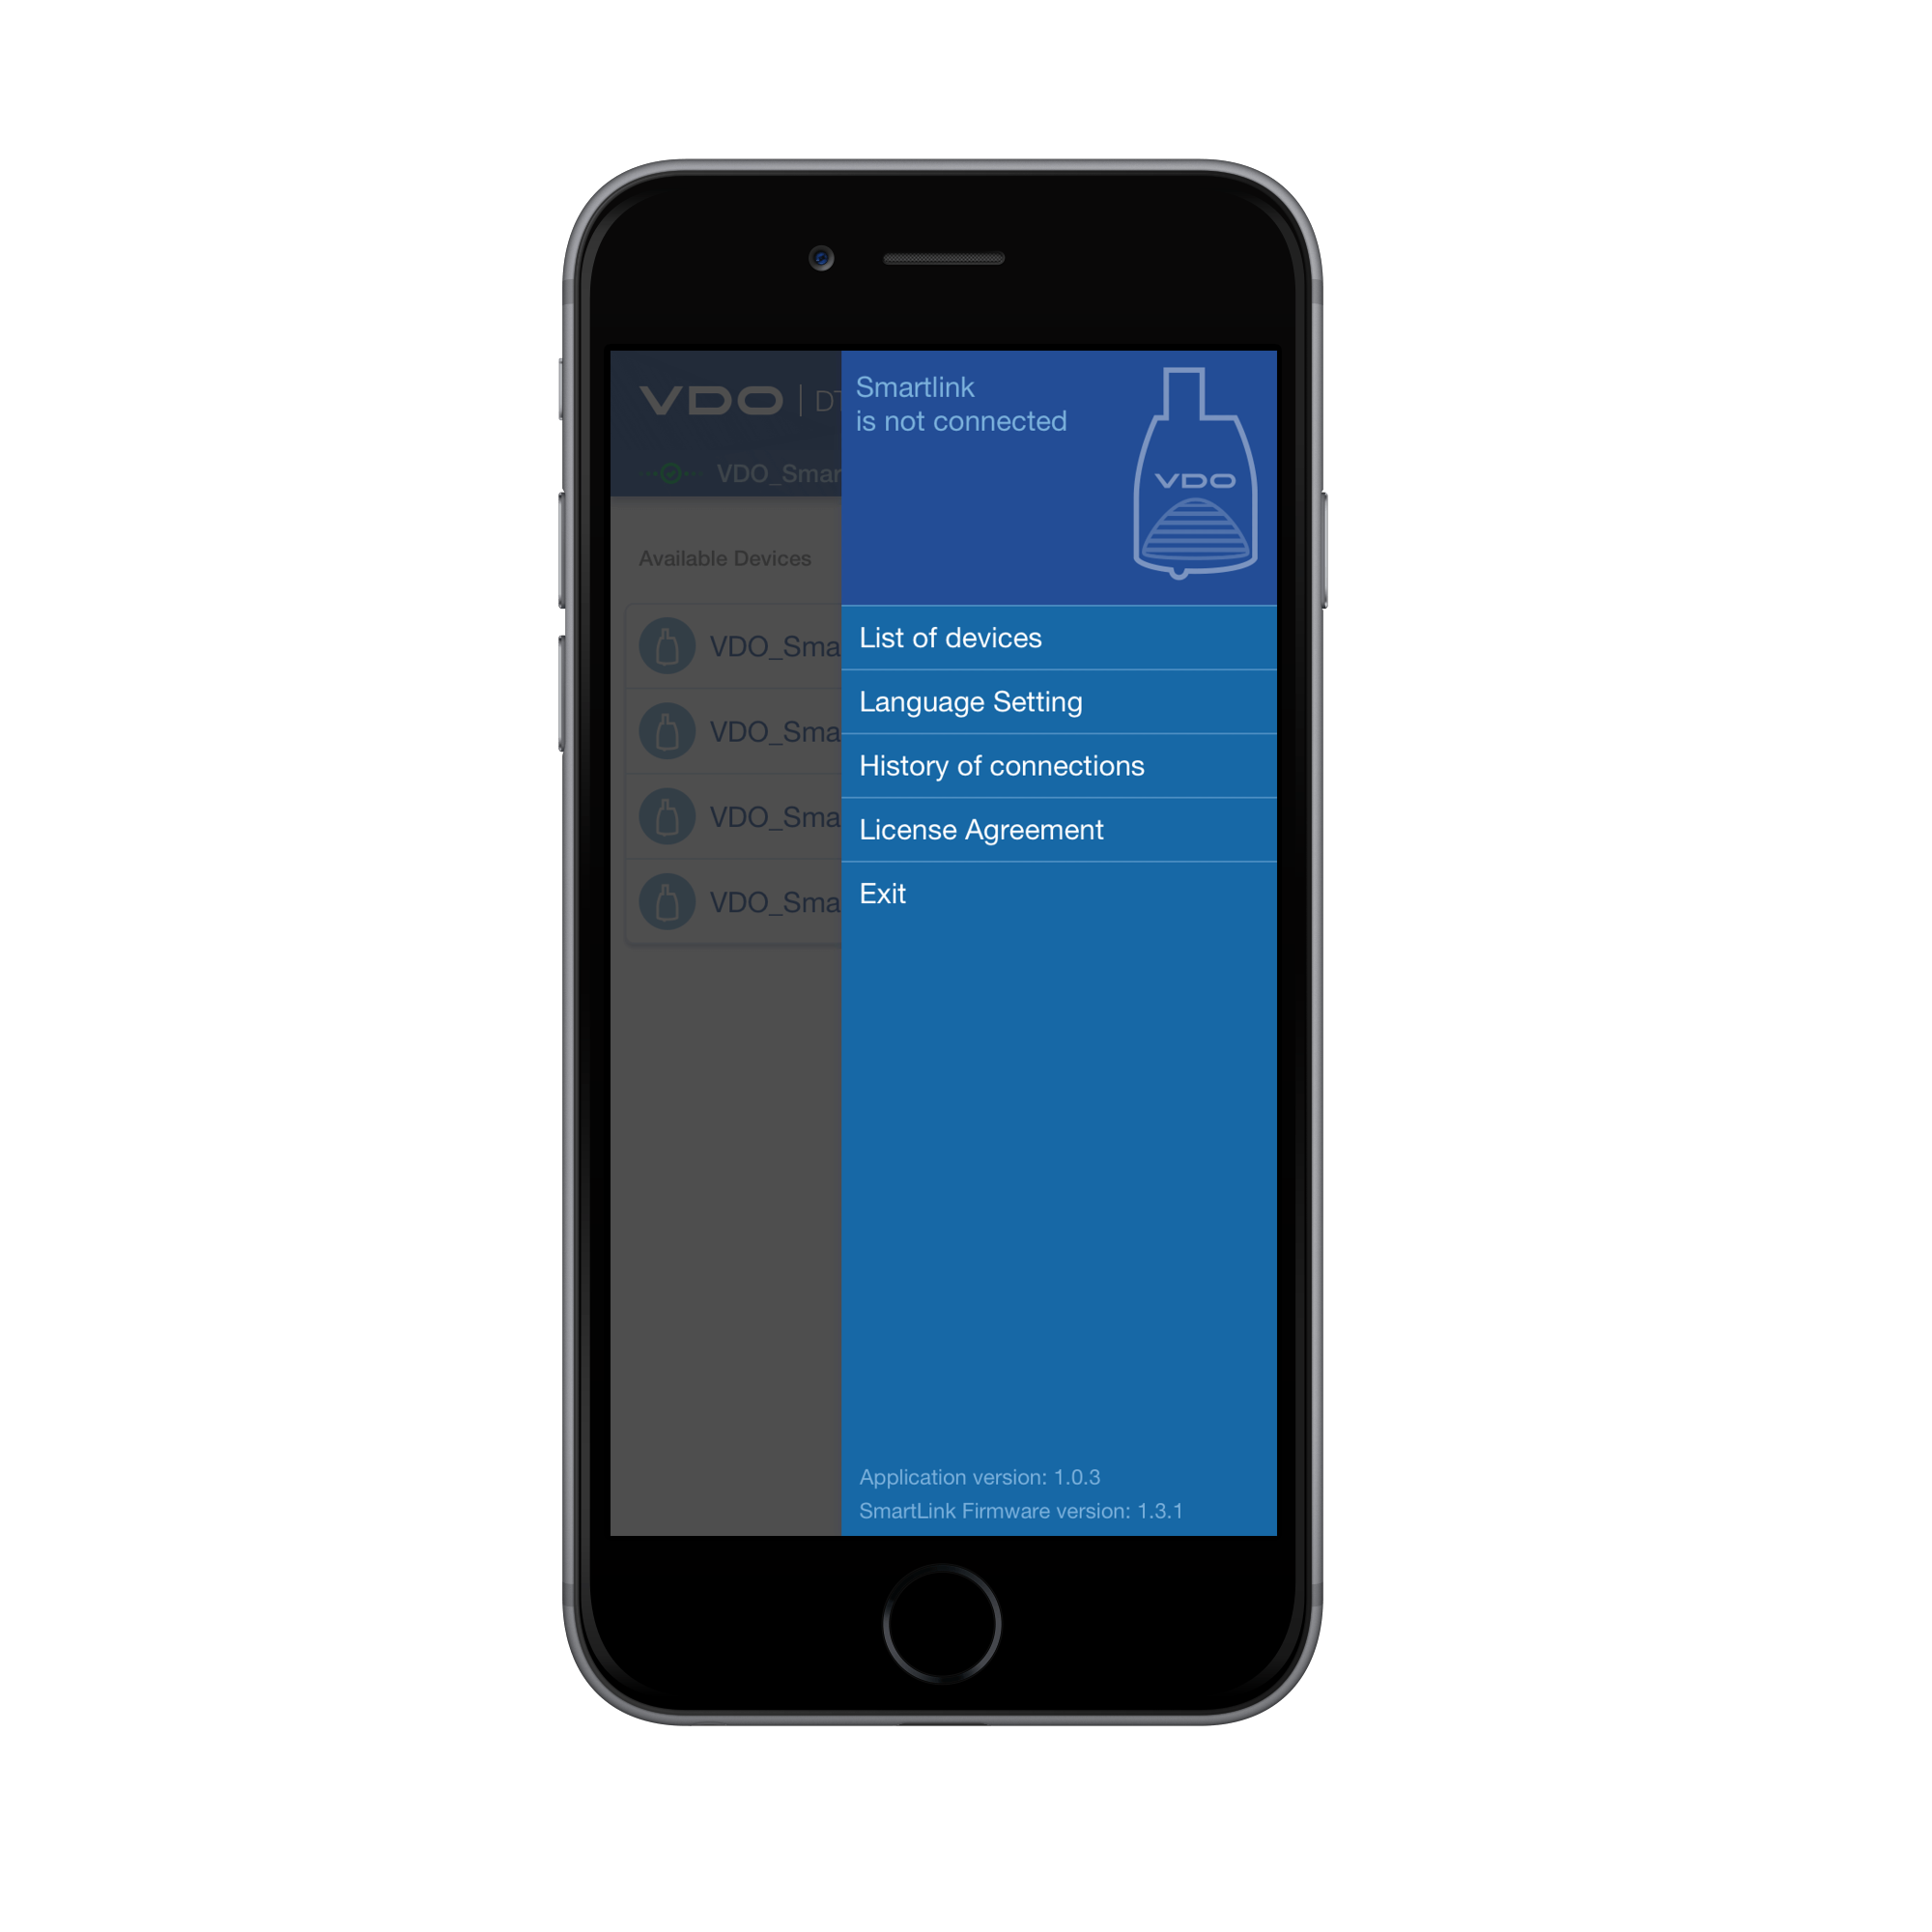 VDO | DT
VDO_Smar
Available Devices
VDO_Sma
VDO_Sma
VDO_Sma
VDO_Sma
Smartlink
is not connected
VDO
List of devices
Language Setting
History of connections
License Agreement
Exit
Application version: 1.0.3
SmartLink Firmware version: 1.3.1